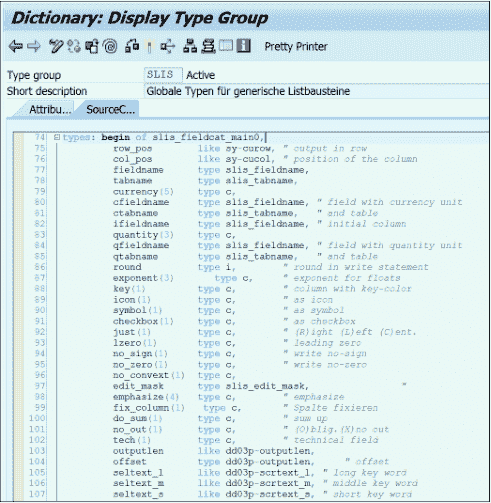 Dictionary: Display Type Group
Pretty Printer
Type group SLIS Active
Short description Globale Typen für generische Listbausteine
Attribu... SourceC...
74 types: begin of slis_fieldcat_main0,
75 row_pos like sy-curow, " output in row
76 col_pos like sy-cucol, " position of the column
77 fieldname type slis_fieldname,
78 tabname type slis_tabname,
79 currency(5) type c,
80 cfieldname type slis_fieldname, " field with currency unit
81 ctabname type slis_tabname, " and table
82 ifieldname type slis_fieldname, " initial column
83 quantity(3) type c,
84 qfieldname type slis_fieldname, " field with quantity unit
85 qtabname type slis_tabname, " and table
86 round type i, " round in write statement
87 exponent(3) type c, " exponent for floats
88 key(1) type c, " column with key-color
89 icon(1) type c, " as icon
90 symbol(1) type c, " as symbol
91 checkbox(1) type c, " as checkbox
92 just(1) type c, " (R)ight (L)eft (C)ent.
93 lzero(1) type c, " leading zero
94 no_sign(1) type c, " write no-sign
95 no_zero(1) type c, " write no-zero
96 no_convext(1) type c,
97 edit_mask type slis_edit_mask, "
98 emphasize(4) type c, " emphasize
99 fix_column(1) type c, " Spalte fixieren
100 do_sum(1) type c, " sum up
101 no_out(1) type c, " (O)blig.(X)no out
102 tech(1) type c, " technical field
103 outputlen like dd03p-outputlen,
104 offset type dd03p-outputlen, " offset
105 seltext_l like dd03p-scrtext_l, " long key word
106 seltext_m like dd03p-scrtext_m, " middle key word
107 seltext_s like dd03p-scrtext_s, " short key word